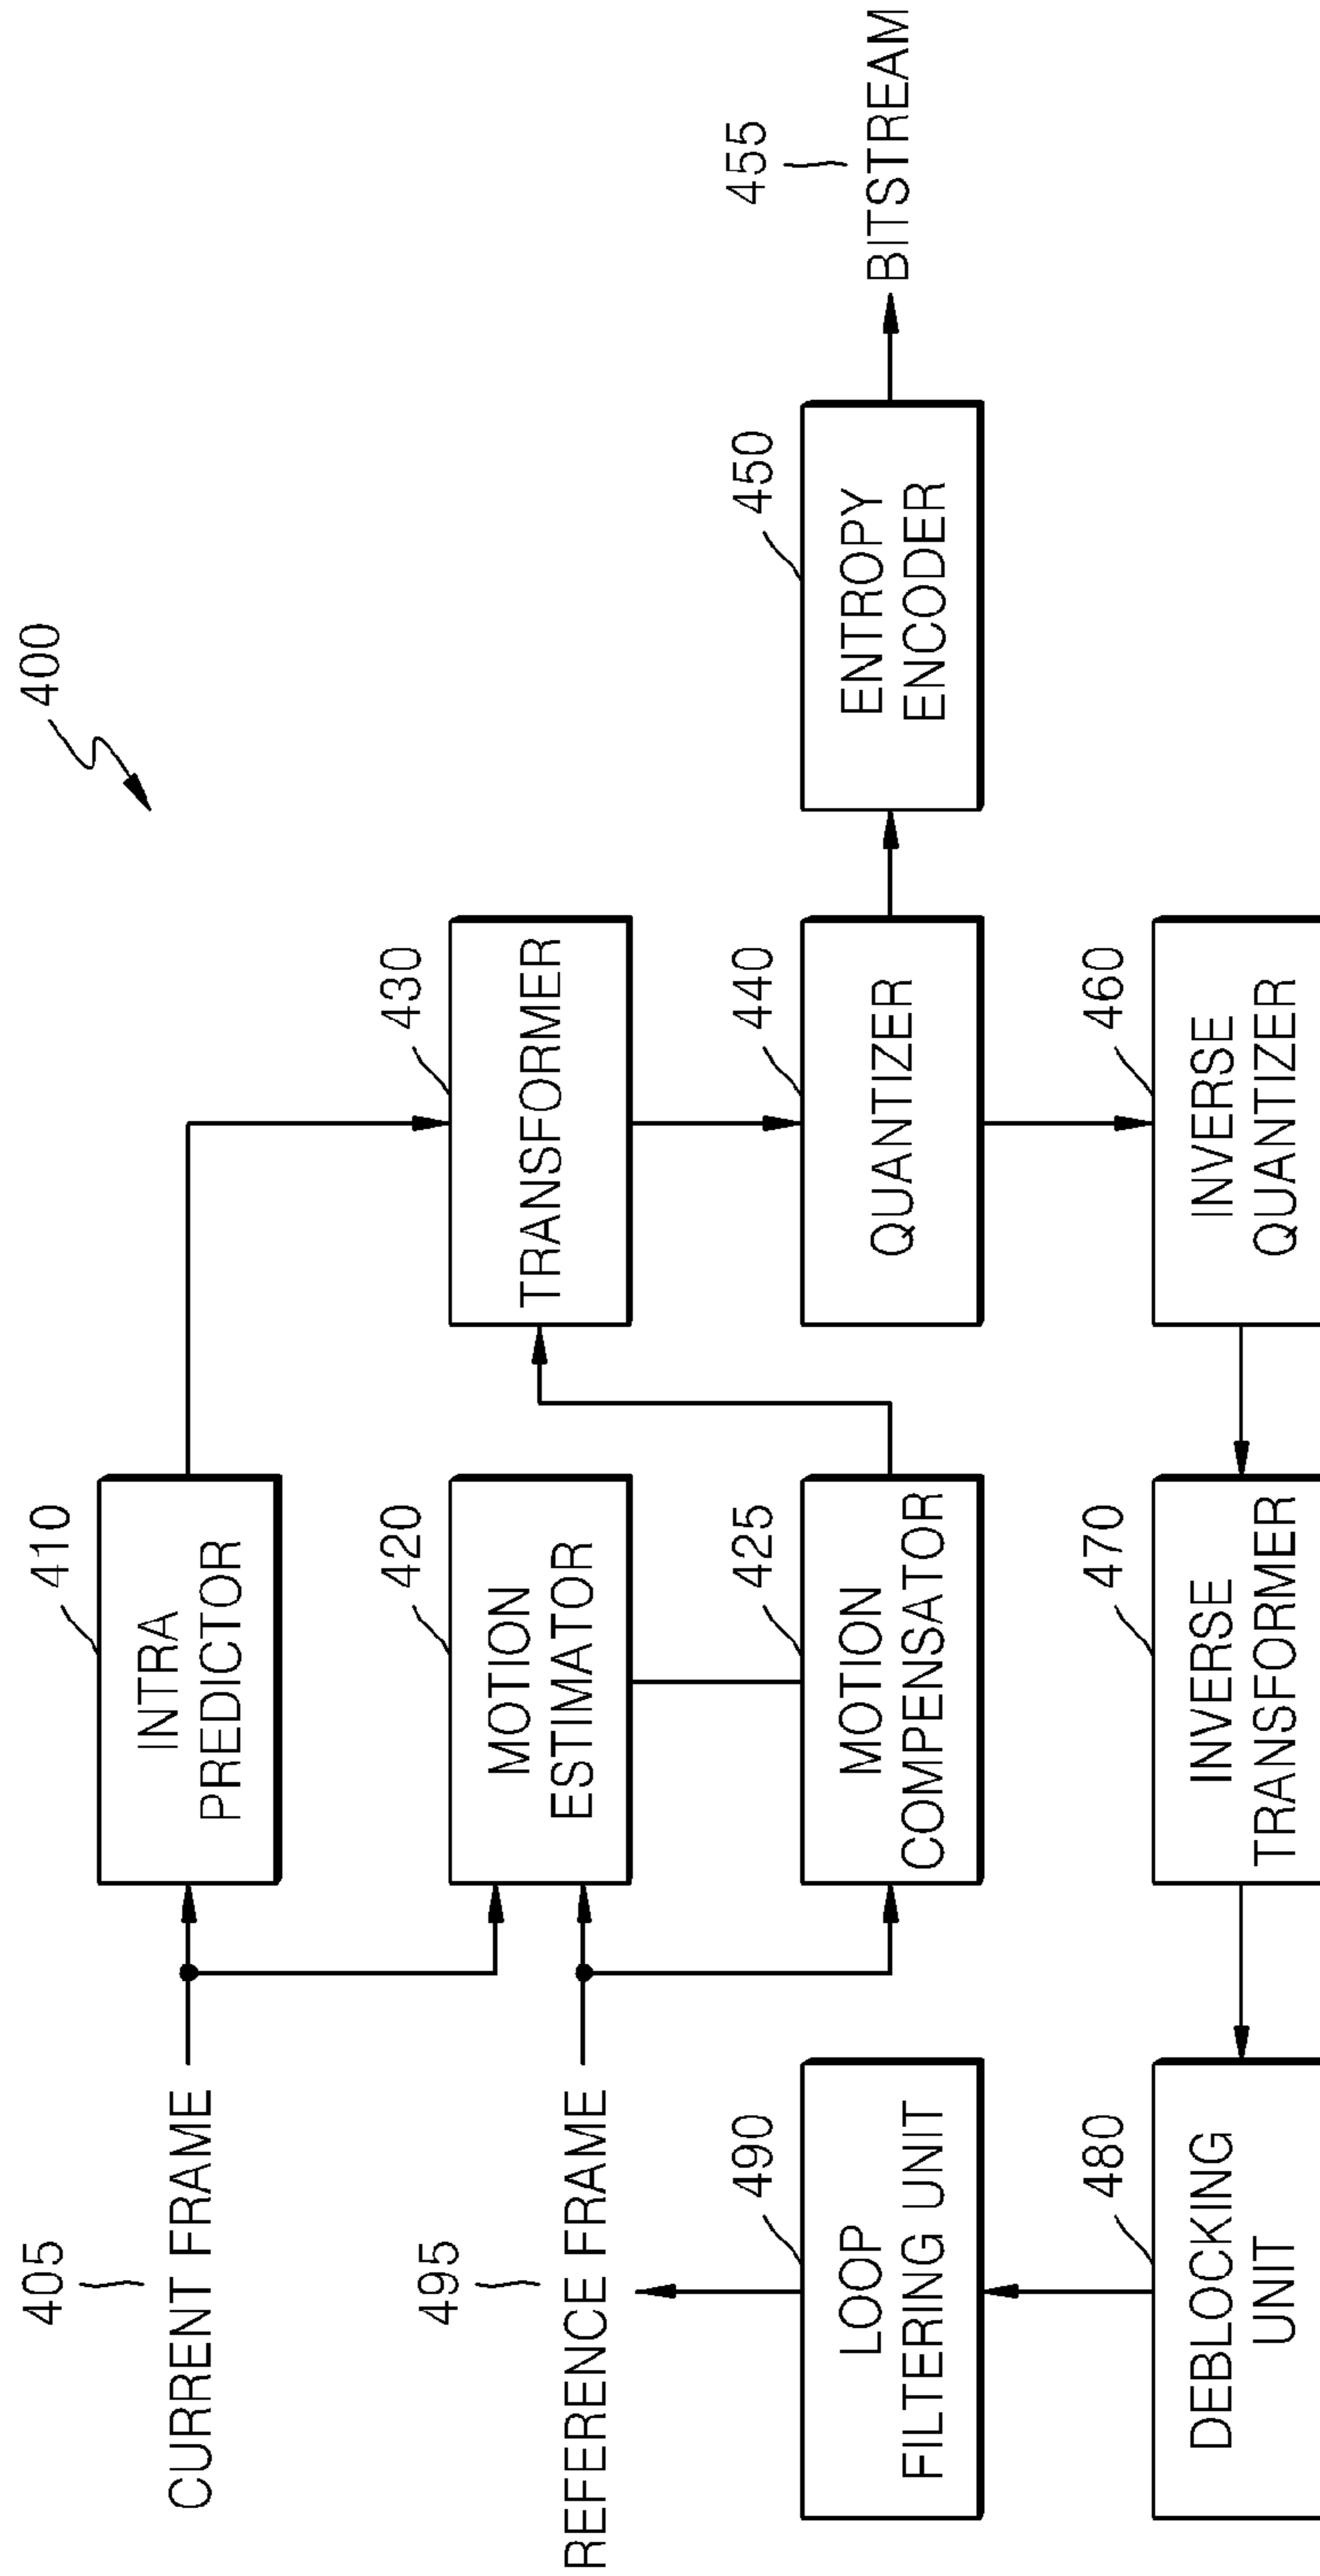 400
405
CURRENT FRAME
410
INTRA
PREDICTOR
495
REFERENCE FRAME
420
MOTION
ESTIMATOR
430
TRANSFORMER
490
LOOP
FILTERING UNIT
425
MOTION
COMPENSATOR
440
QUANTIZER
450
ENTROPY
ENCODER
455
BITSTREAM
480
DEBLOCKING
UNIT
470
INVERSE
TRANSFORMER
460
INVERSE
QUANTIZER